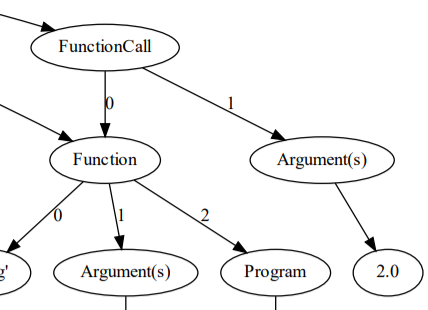 FunctionCall
0
1
Function
Argument(s)
0
1
2
g'
Argument(s)
Program
2.0